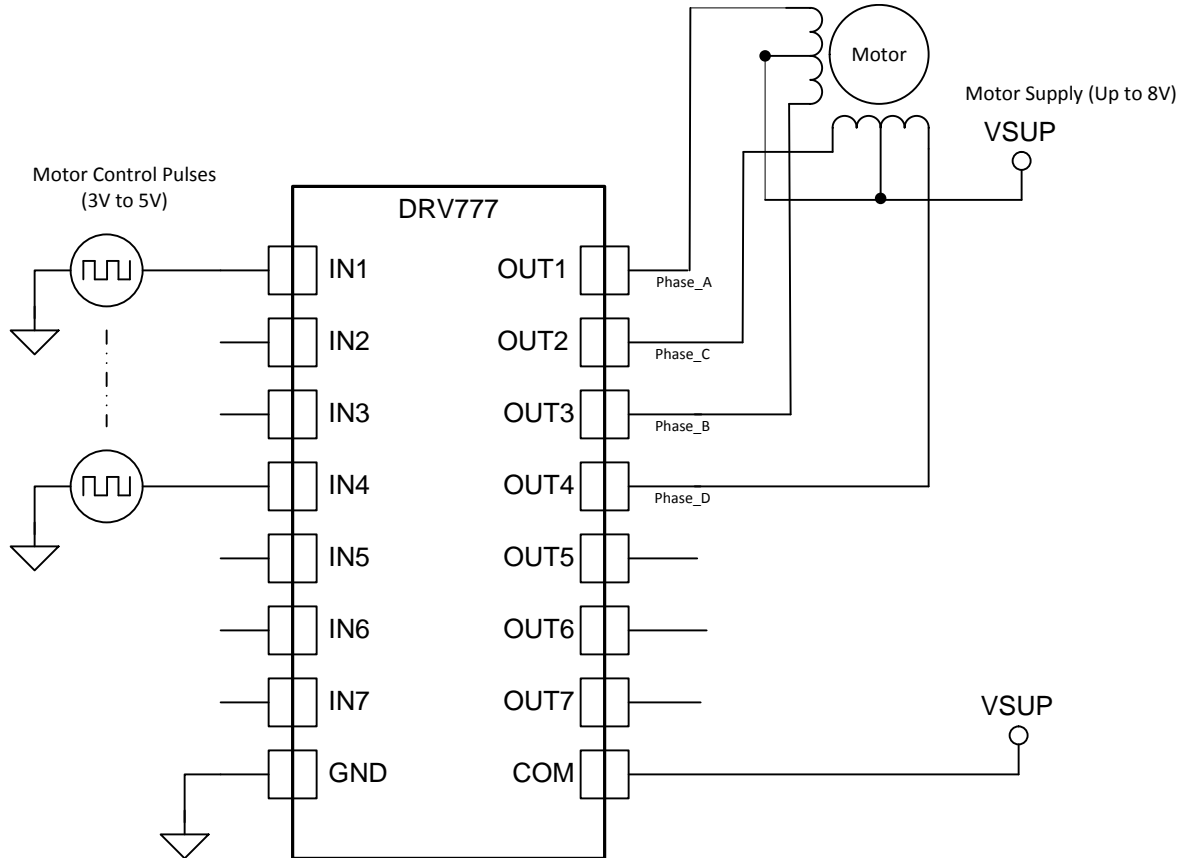 Motor
Motor Supply (Up to 8V)
VSUP
Motor Control Pulses
(3V to 5V)
DRV777
IN1
OUT1
Phase_A
IN2
OUT2
Phase_C
IN3
OUT3
Phase_B
IN4
OUT4
Phase_D
IN5
OUT5
IN6
OUT6
IN7
OUT7
VSUP
GND
COM